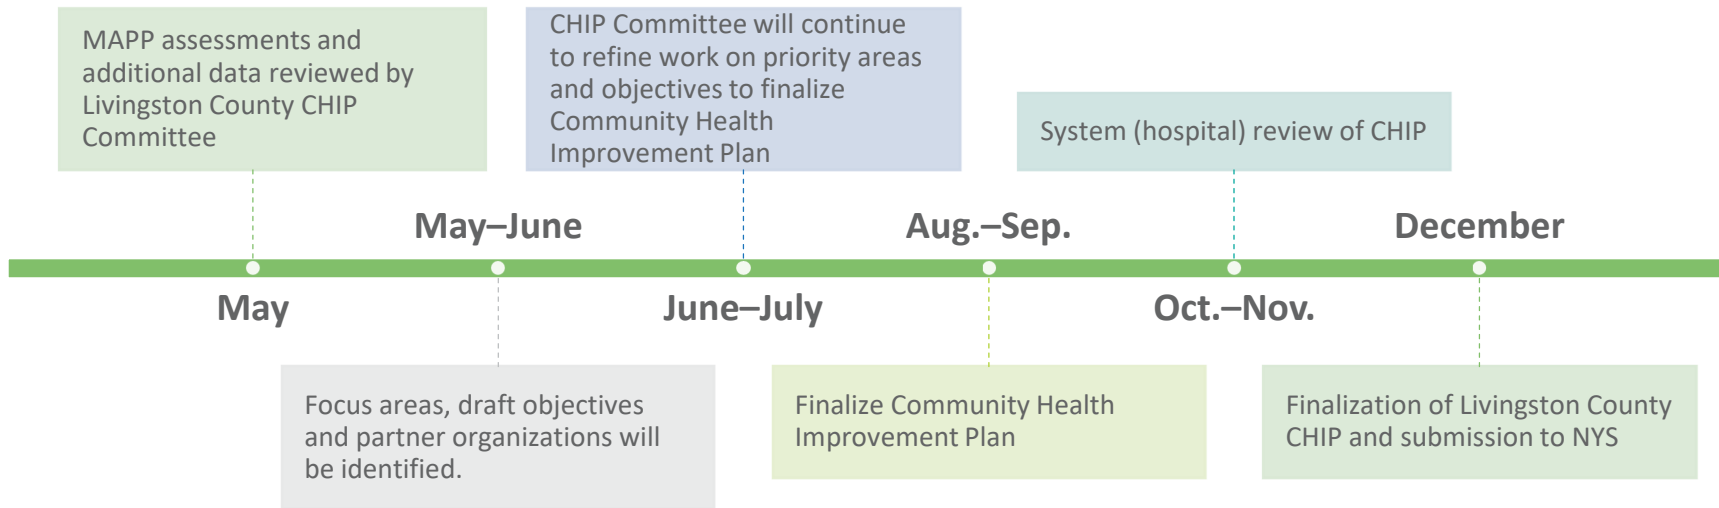 MAPP assessments and
additional data reviewed by
Livingston County CHIP
Committee
CHIP Committee will continue
to refine work on priority areas
and objectives to finalize
Community Health
Improvement Plan
System (hospital) review of CHIP
May–June
Aug.–Sep.
December
May
June–July
Oct.–Nov.
Focus areas, draft objectives
and partner organizations will
be identified.
Finalize Community Health
Improvement Plan
Finalization of Livingston County
CHIP and submission to NYS